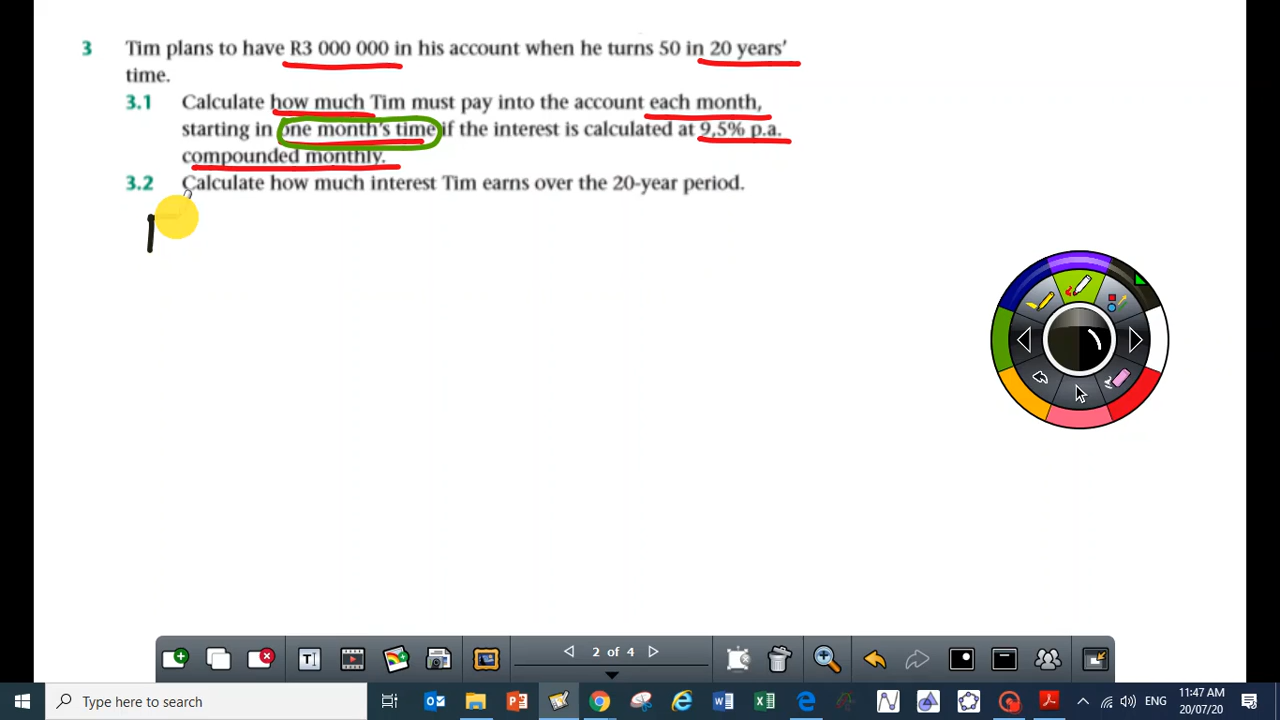 3 Tim plans to have R3 000 000 in his account when he turns 50 in 20 years'
time.
3.1 Calculate how much Tim must pay into the account each month,
starting in one month's time if the interest is calculated at 9,5% p.a.
compounded monthly.
3.2 Calculate how much interest Tim earns over the 20-year period.
2 of 4
Type here to search
ENG
11:47 AM
20/07/20